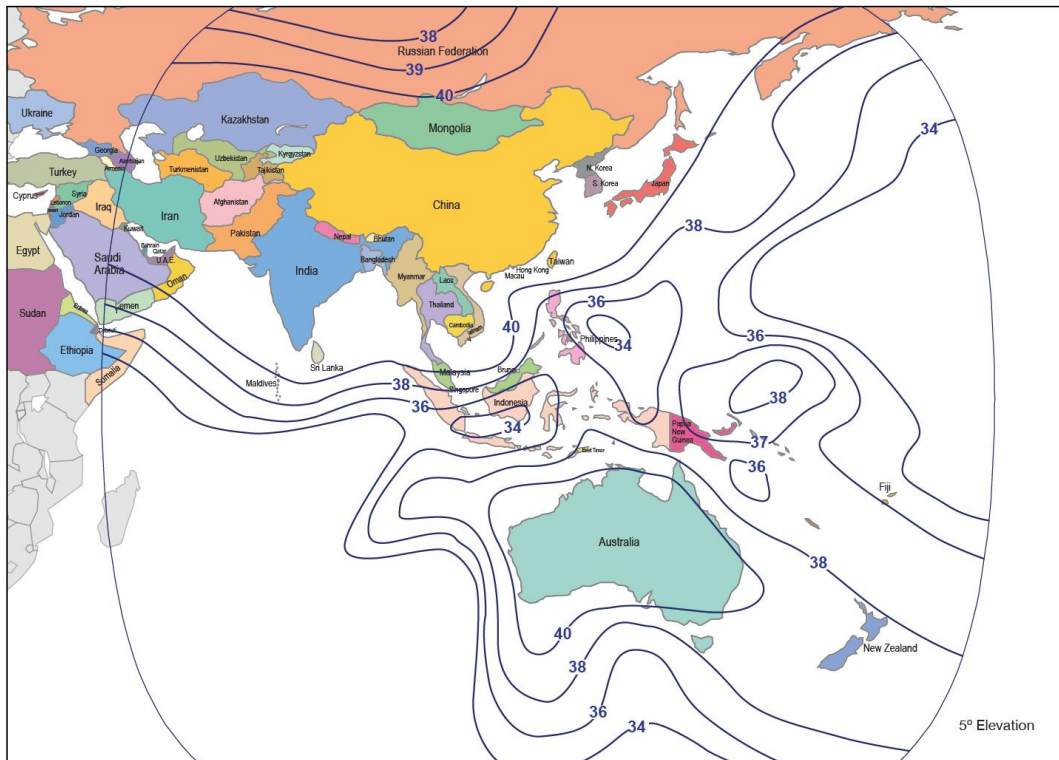 38
Russian Federation
39
40
34
Ukraine
Kazakhstan
Mongolia
Georgia
Azerbaijan
Armenia
Uzbekistan
Kyrgyzstan
Turkey
Turkmenistan
Tajikistan
N. Korea
S. Korea
Japan
Cyprus
Syria
Lebanon
Israel
Iraq
Iran
Afghanistan
China
Jordan
Kuwait
Pakistan
38
Egypt
Saudi
Arabia
Bahrain
Qatar
U.A.E.
Nepal
Bhutan
Bangladesh
Taiwan
Hong Kong
Macau
India
Myanmar
Laos
Oman
Sudan
Eritrea
Yemen
Thailand
Vietnam
36
Djibouti
Cambodia
40
Philippines
34
36
Ethiopia
Somalia
Sri Lanka
Maldives
38
Malaysia
Brunei
Singapore
36
Indonesia
38
34
Papua
New
Guinea
37
East Timor
36
Fiji
Australia
38
40
38
New Zealand
36
34
5º Elevation